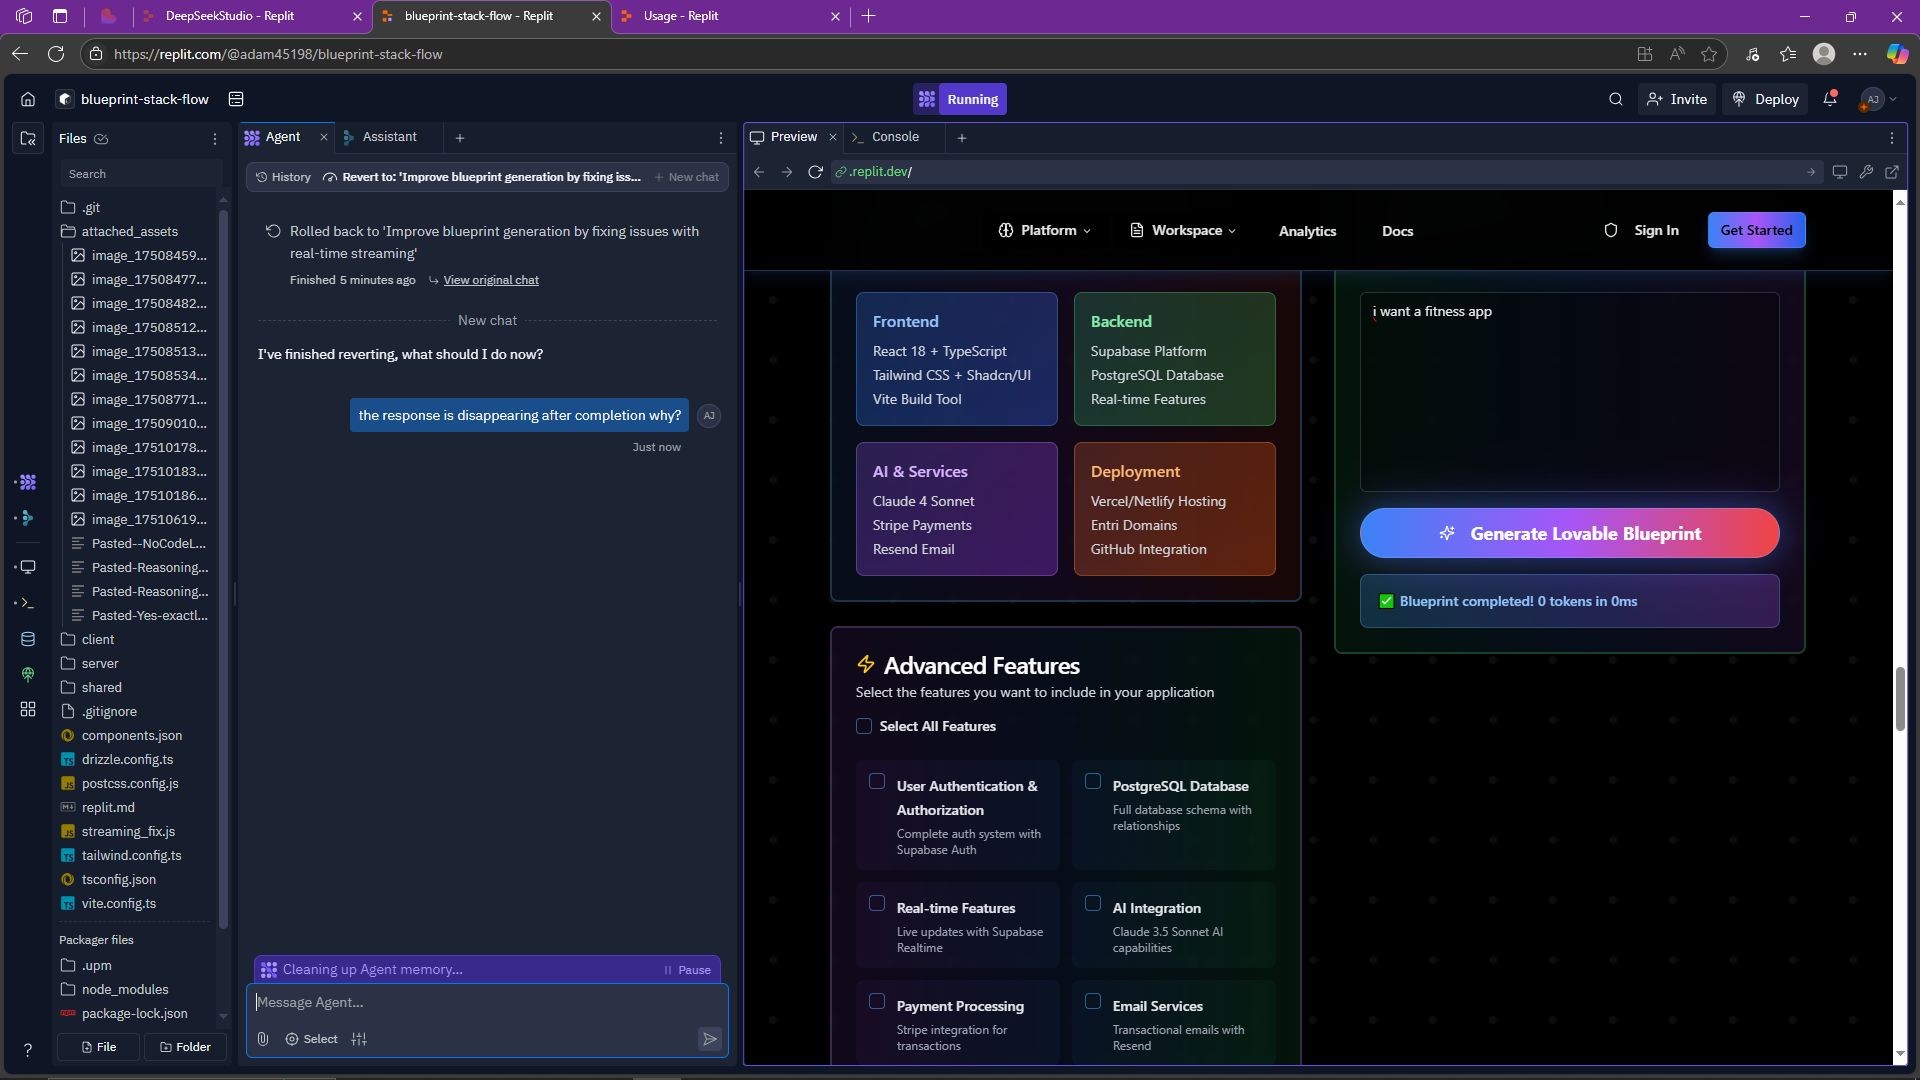 DeepSeekStudio - Replit
blueprint-stack-flow - Replit
Usage - Replit
https://replit.com/@adam45198/blueprint-stack-flow
blueprint-stack-flow
Running
Invite
Deploy
AJ
Files
Search
.git
attached_assets
image_17508459...
image_17508477...
image_17508482...
image_17508512...
image_17508513...
image_17508534...
image_17508771...
image_17509010...
image_17510178...
image_17510183...
image_17510186...
image_17510619...
Pasted--NoCodeL...
Pasted-Reasoning...
Pasted-Reasoning...
Pasted-Yes-exactl...
client
server
shared
.gitignore
components.json
drizzle.config.ts
postcss.config.js
replit.md
streaming_fix.js
tailwind.config.ts
tsconfig.json
vite.config.ts
Packager files
.upm
node_modules
package-lock.json
File
Folder
Agent
Assistant
History
Revert to: 'Improve blueprint generation by fixing iss...
New chat
Rolled back to 'Improve blueprint generation by fixing issues with
real-time streaming'
Finished 5 minutes ago
View original chat
New chat
I've finished reverting, what should I do now?
the response is disappearing after completion why?
AJ
Just now
Cleaning up Agent memory...
Pause
Message Agent...
Select
Preview
Console
.replit.dev/
Platform
Workspace
Analytics
Docs
Sign In
Get Started
Frontend
React 18 + TypeScript
Tailwind CSS + Shadcn/UI
Vite Build Tool
Backend
Supabase Platform
PostgreSQL Database
Real-time Features
AI & Services
Claude 4 Sonnet
Stripe Payments
Resend Email
Deployment
Vercel/Netlify Hosting
Entri Domains
GitHub Integration
Advanced Features
Select the features you want to include in your application
Select All Features
User Authentication &
Authorization
Complete auth system with
Supabase Auth
PostgreSQL Database
Full database schema with
relationships
Real-time Features
Live updates with Supabase
Realtime
AI Integration
Claude 3.5 Sonnet AI
capabilities
Payment Processing
Stripe integration for
transactions
Email Services
Transactional emails with
Resend
i want a fitness app
Generate Lovable Blueprint
✅ Blueprint completed! 0 tokens in 0ms